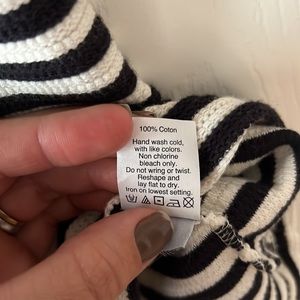 100% Coton
Hand wash cold,
with like colors.
Non chlorine
bleach only.
Do not wring or twist.
Reshape and
lay flat to dry.
Iron on lowest setting.